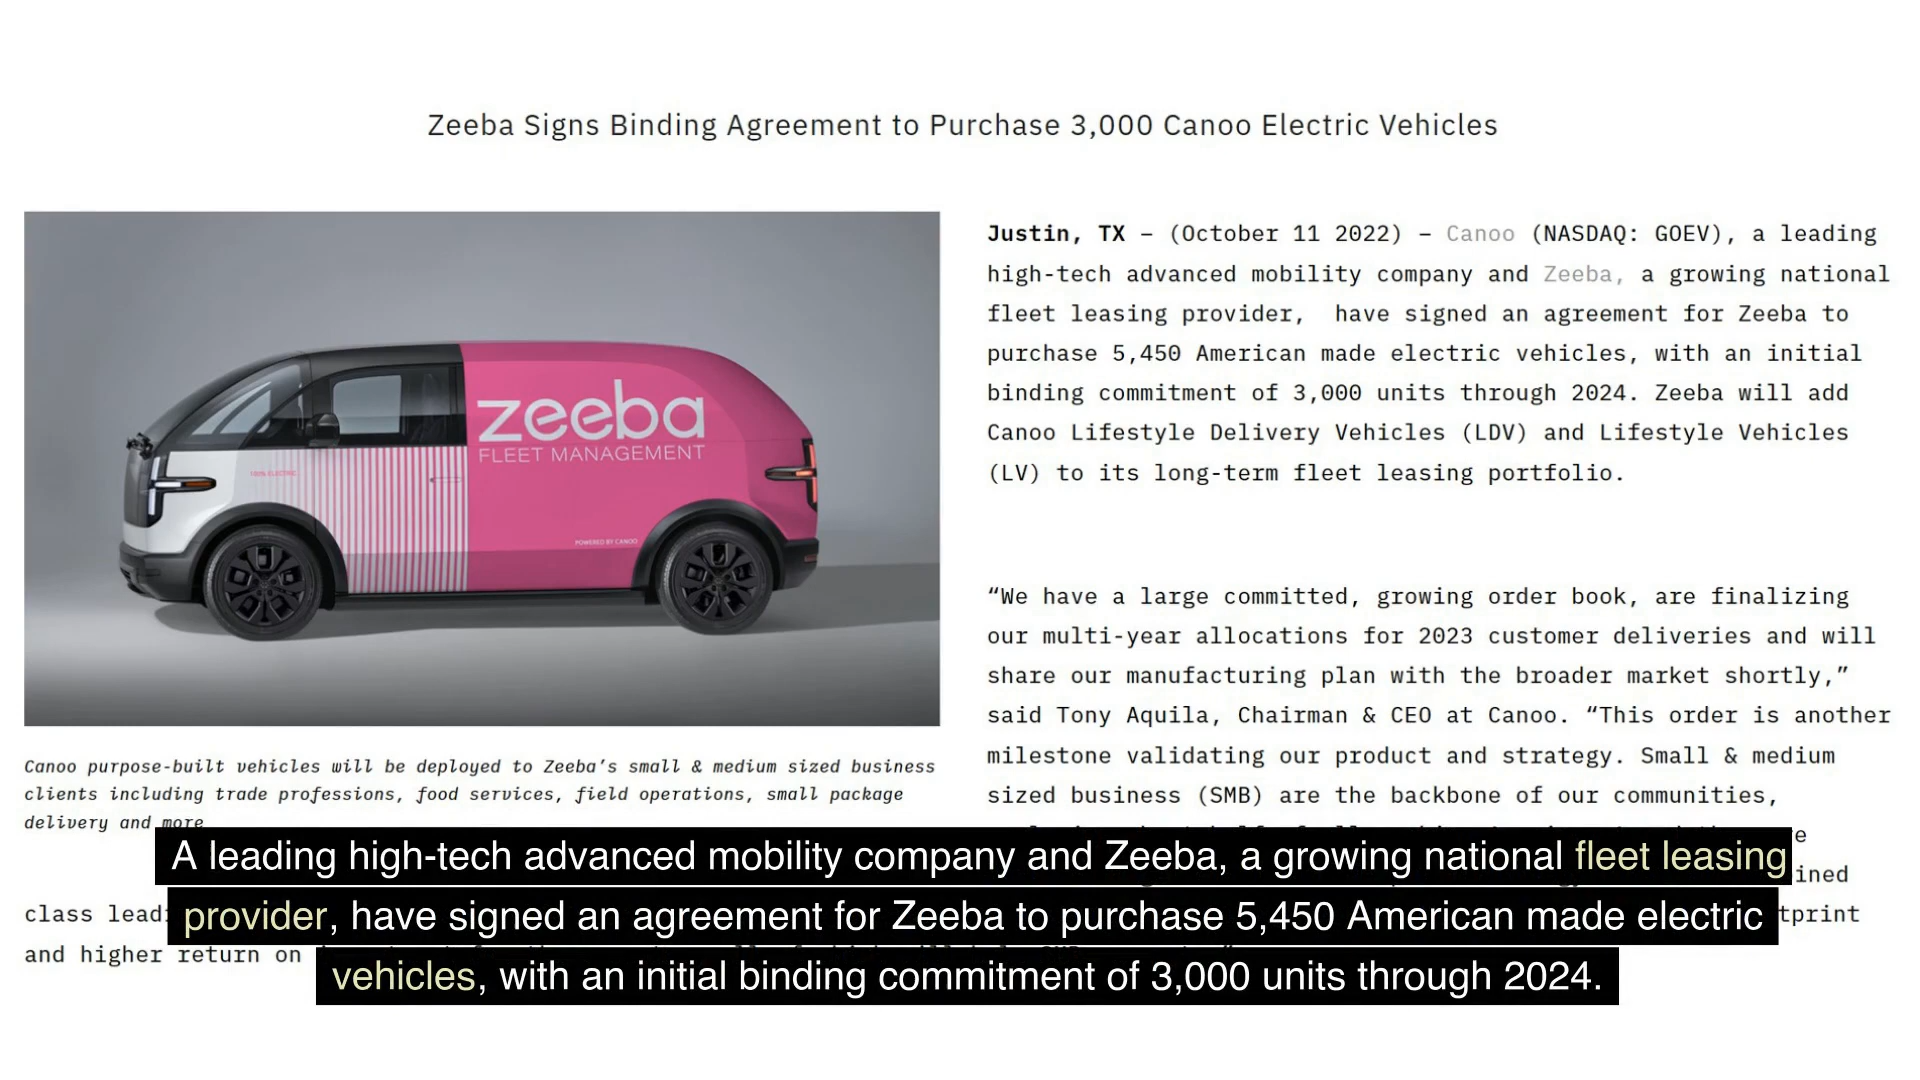 Zeeba Signs Binding Agreement to Purchase 3,000 Canoo Electric Vehicles
100% ELECTRIC
zeeba
FLEET MANAGEMENT
POWERED BY CANOO
Canoo purpose-built vehicles will be deployed to Zeeba’s small & medium sized business
clients including trade professions, food services, field operations, small package
delivery and more
Justin, TX – (October 11 2022) – Canoo (NASDAQ: GOEV), a leading
high-tech advanced mobility company and Zeeba, a growing national
fleet leasing provider,  have signed an agreement for Zeeba to
purchase 5,450 American made electric vehicles, with an initial
binding commitment of 3,000 units through 2024. Zeeba will add
Canoo Lifestyle Delivery Vehicles (LDV) and Lifestyle Vehicles
(LV) to its long-term fleet leasing portfolio.
“We have a large committed, growing order book, are finalizing
our multi-year allocations for 2023 customer deliveries and will
share our manufacturing plan with the broader market shortly,”
said Tony Aquila, Chairman & CEO at Canoo. “This order is another
milestone validating our product and strategy. Small & medium
sized business (SMB) are the backbone of our communities,
class
and higher return on
A leading high-tech advanced mobility company and Zeeba, a growing national fleet leasing
provider, have signed an agreement for Zeeba to purchase 5,450 American made electric
vehicles, with an initial binding commitment of 3,000 units through 2024.